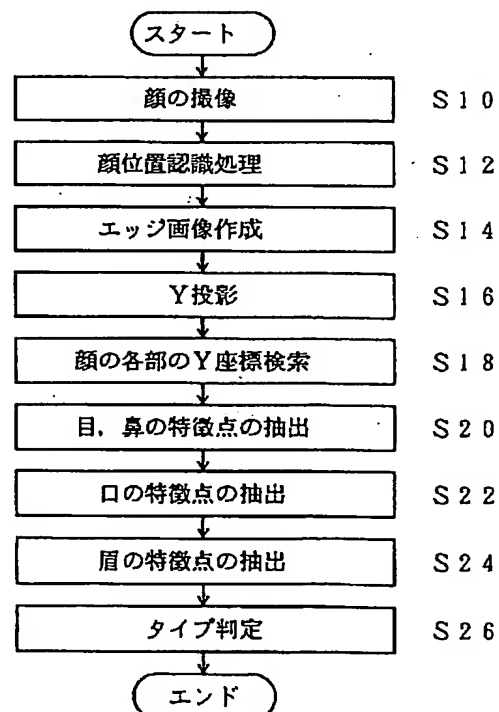 スタート
顔の撮像 S10
顔位置認識処理 S12
エッジ画像作成 S14
Y投影 S16
顔の各部のY座標検索 S18
目，鼻の特徴点の抽出 S20
口の特徴点の抽出 S22
眉の特徴点の抽出 S24
タイプ判定 S26
エンド